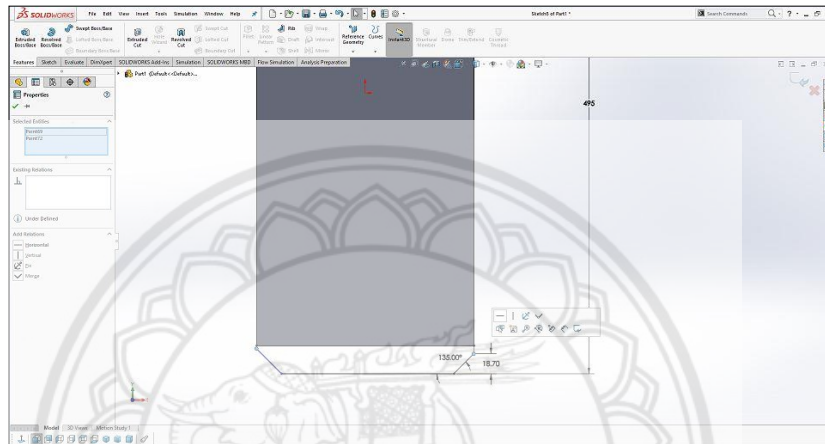 SOLIDWORKS File Edit View Insert Tools Simulation Window Help
Sketch5 of Part1 *
Search Commands
Extruded Boss/Base
Revolved Boss/Base
Swept Boss/Base
Lofted Boss/Base
Boundary Boss/Base
Extruded Cut
Hole Wizard
Revolved Cut
Swept Cut
Lofted Cut
Boundary Cut
Fillet
Linear Pattern
Rib
Draft
Shell
Wrap
Intersect
Mirror
Reference Geometry
Curves
Instant3D
Features Sketch Evaluate DimXpert SOLIDWORKS Add-Ins Simulation SOLIDWORKS MBD Flow Simulation Analysis Preparation
Part1 (Default<<Default>...
Properties
Selected Entities
Existing Relations
Under Defined
Add Relations
Horizontal
Vertical
Merge
495
135.00°
18.70
Model 3D Views Motion Study 1